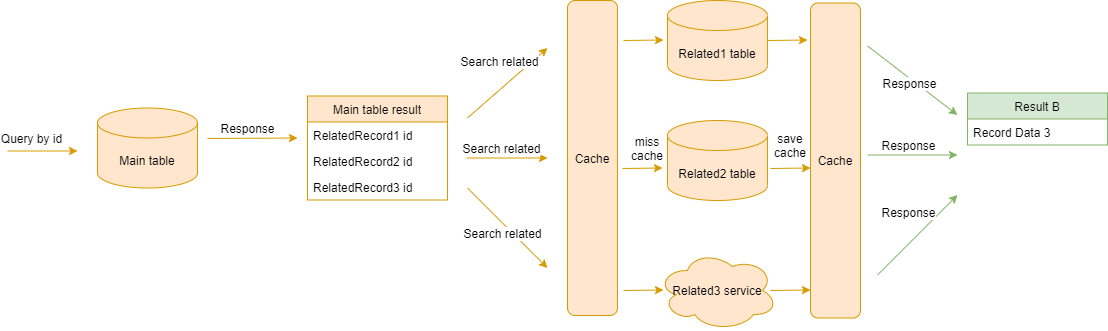 Query by id
Main table
Response
Main table result
RelatedRecord1 id
RelatedRecord2 id
RelatedRecord3 id
Search related
Search related
Search related
Cache
miss
cache
Related1 table
Related2 table
Related3 service
save
cache
Cache
Response
Response
Response
Result B
Record Data 3